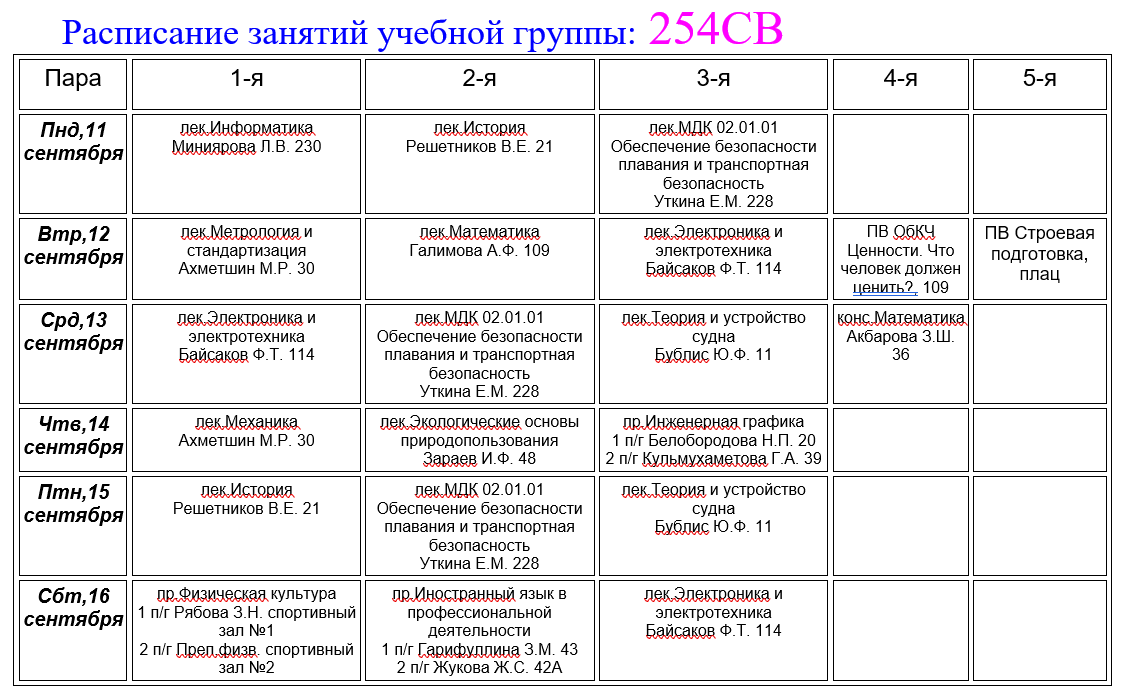 Расписание занятий учебной группы: 254СВ
Пара
1-я
2-я
3-я
4-я
5-я
Пнд,11
сентября
лек.Информатика
Миниярова Л.В. 230
лек.История
Решетников В.Е. 21
лек.МДК 02.01.01
Обеспечение безопасности
плавания и транспортная
безопасность
Уткина Е.М. 228
Втр,12
сентября
лек.Метрология и
стандартизация
Ахметшин М.Р. 30
лек.Математика
Галимова А.Ф. 109
лек.Электроника и
электротехника
Байсаков Ф.Т. 114
ПВ ОбКЧ
Ценности. Что
человек должен
ценить?, 109
ПВ Строевая
подготовка,
плац
Срд,13
сентября
лек.Электроника и
электротехника
Байсаков Ф.Т. 114
лек.МДК 02.01.01
Обеспечение безопасности
плавания и транспортная
безопасность
Уткина Е.М. 228
лек.Теория и устройство
судна
Бублис Ю.Ф. 11
конс.Математика
Акбарова З.Ш.
36
Чтв,14
сентября
лек.Механика
Ахметшин М.Р. 30
лек.Экологические основы
природопользования
Зараев И.Ф. 48
пр.Инженерная графика
1 п/г Белобородова Н.П. 20
2 п/г Кульмухаметова Г.А. 39
Птн,15
сентября
лек.История
Решетников В.Е. 21
лек.МДК 02.01.01
Обеспечение безопасности
плавания и транспортная
безопасность
Уткина Е.М. 228
лек.Теория и устройство
судна
Бублис Ю.Ф. 11
Сбт,16
сентября
пр.Физическая культура
1 п/г Рябова З.Н. спортивный
зал №1
2 п/г Преп.физв. спортивный
зал №2
пр.Иностранный язык в
профессиональной
деятельности
1 п/г Гарифуллина З.М. 43
2 п/г Жукова Ж.С. 42А
лек.Электроника и
электротехника
Байсаков Ф.Т. 114